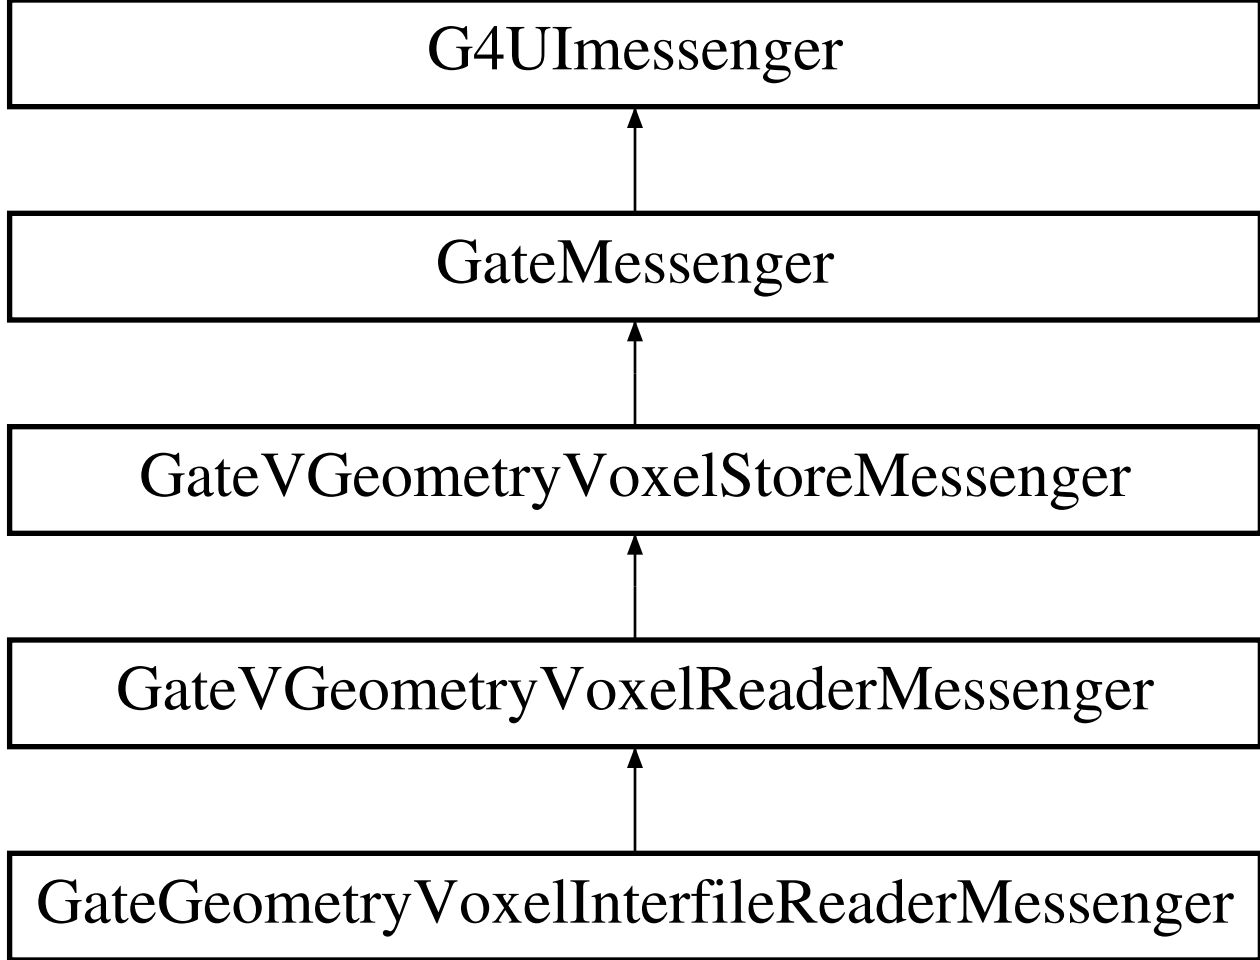 G4UImessenger
GateMessenger
GateVGeometryVoxelStoreMessenger
GateVGeometryVoxelReaderMessenger
GateGeometryVoxelInterfileReaderMessenger